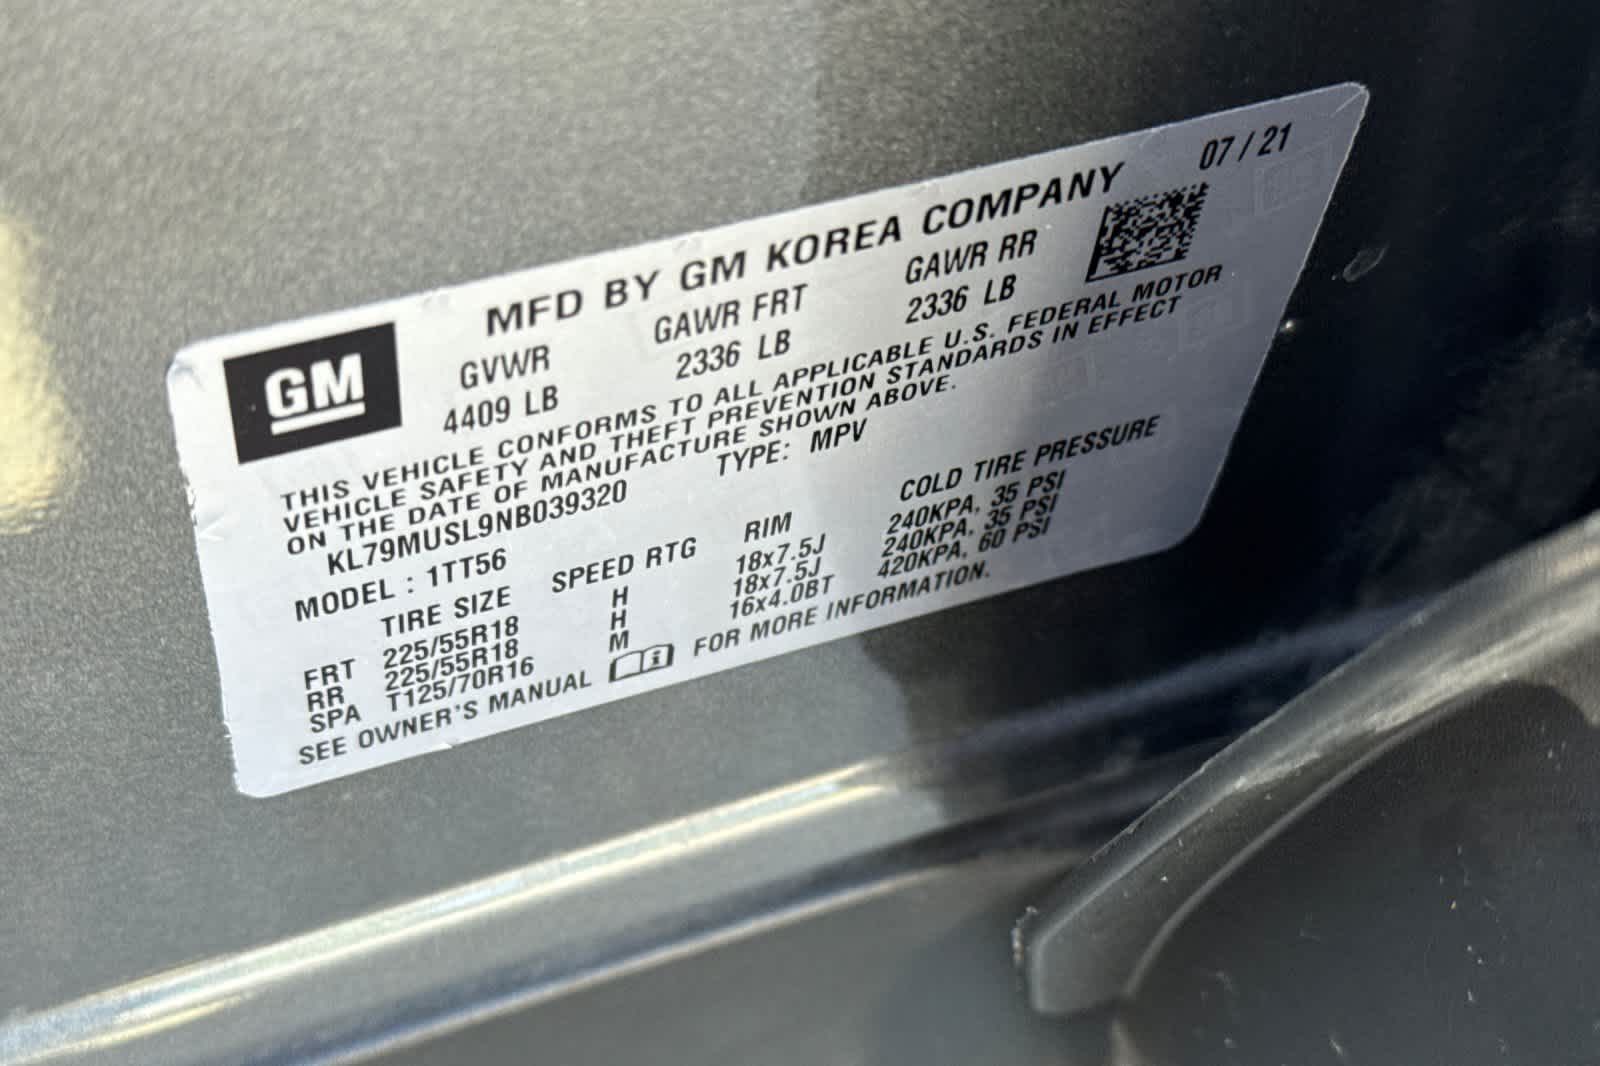 07 / 21
MFD BY GM KOREA COMPANY
GM
GVWR GAWR FRT GAWR RR
4409 LB 2336 LB 2336 LB
THIS VEHICLE CONFORMS TO ALL APPLICABLE U.S. FEDERAL MOTOR
VEHICLE SAFETY AND THEFT PREVENTION STANDARDS IN EFFECT
ON THE DATE OF MANUFACTURE SHOWN ABOVE.
KL79MUSL9NB039320 TYPE: MPV
MODEL : 1TT56
TIRE SIZE SPEED RTG RIM COLD TIRE PRESSURE
FRT 225/55R18 H 18x7.5J 240KPA, 35 PSI
RR 225/55R18 H 18x7.5J 240KPA, 35 PSI
SPA T125/70R16 M 16x4.0BT 420KPA, 60 PSI
SEE OWNER'S MANUAL i FOR MORE INFORMATION.